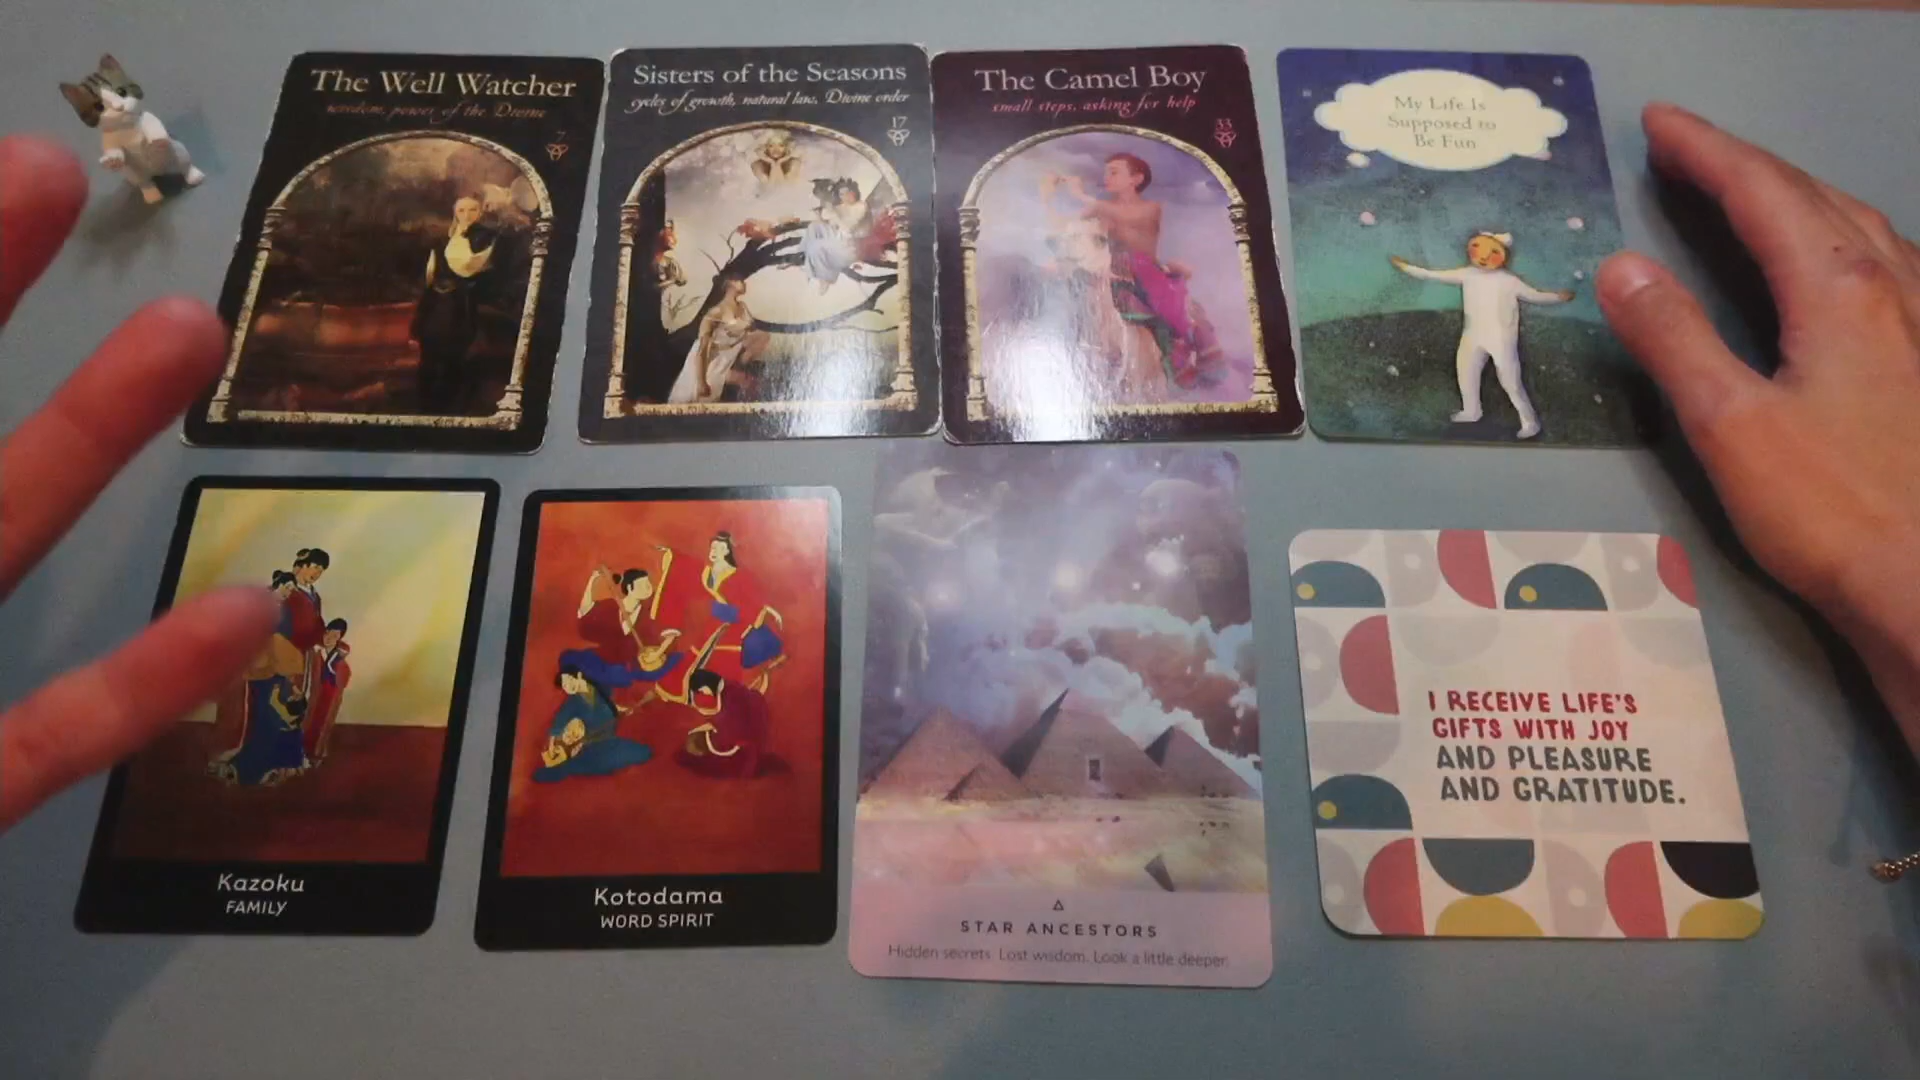 The Well Watcher
wisdom, power of the Divine
7
Sisters of the Seasons
cycles of growth, natural law, Divine order
17
The Camel Boy
small steps, asking for help
33
My Life Is
Supposed to
Be Fun
Kazoku
FAMILY
Kotodama
WORD SPIRIT
STAR ANCESTORS
Hidden secrets. Lost wisdom. Look a little deeper.
I RECEIVE LIFE'S
GIFTS WITH JOY
AND PLEASURE
AND GRATITUDE.